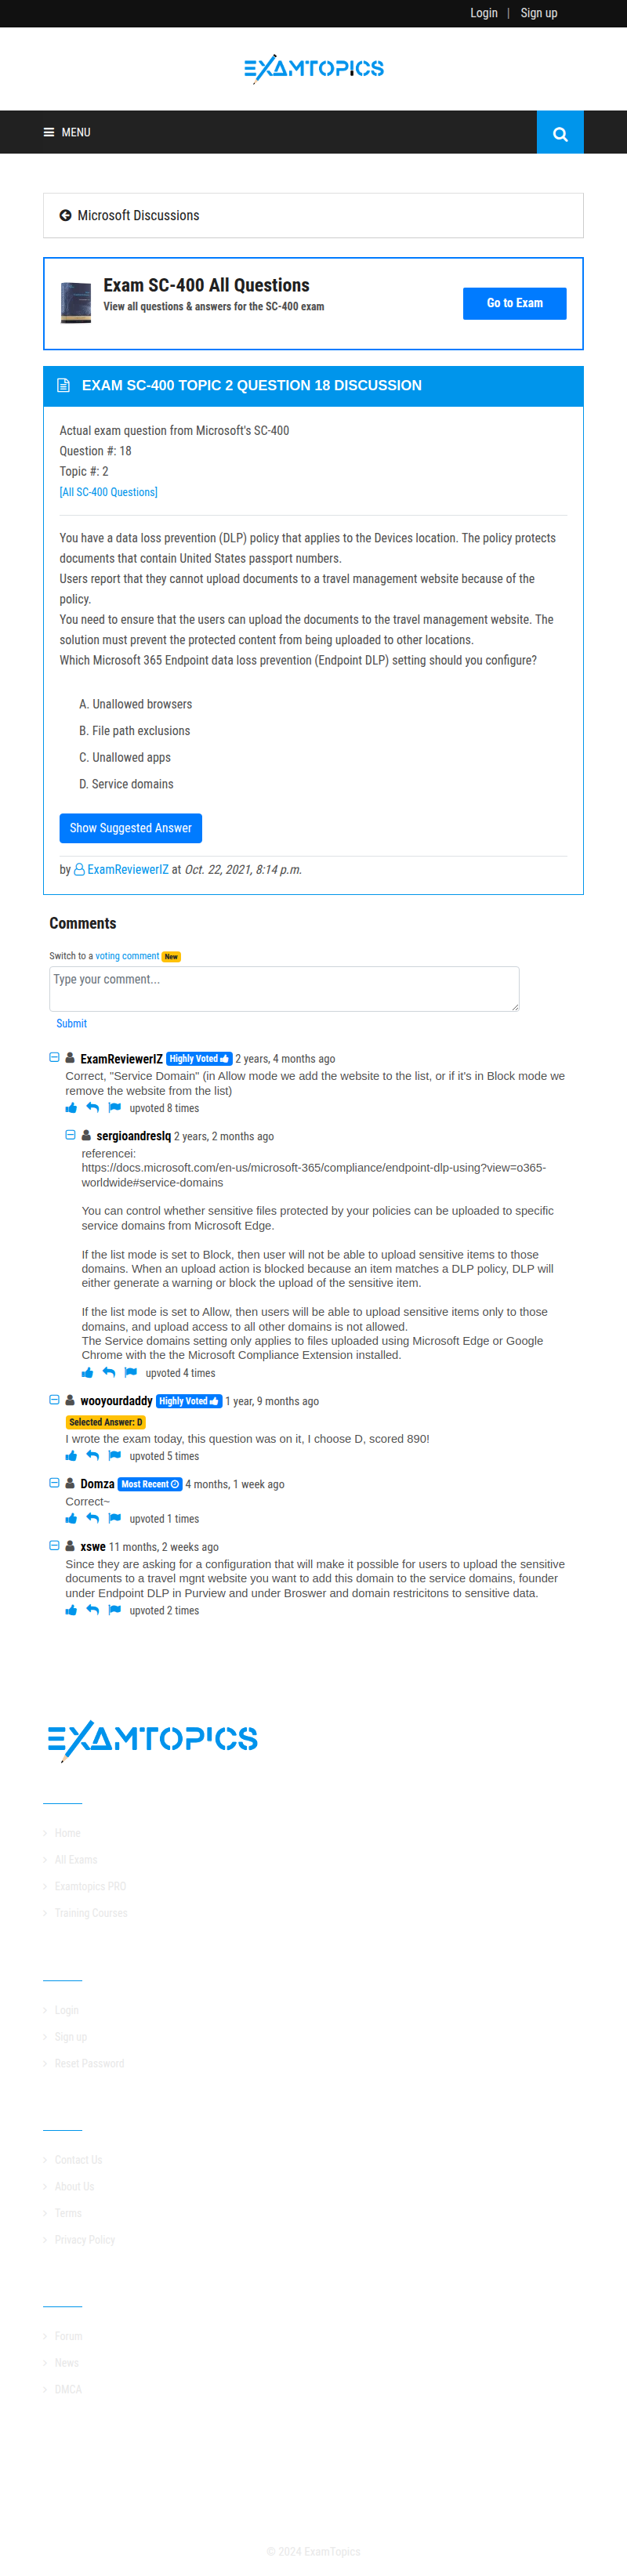 Login | Sign up
EXAMTOPICS
MENU
Microsoft Discussions
Exam SC-400 All Questions
View all questions & answers for the SC-400 exam
Go to Exam
EXAM SC-400 TOPIC 2 QUESTION 18 DISCUSSION
Actual exam question from Microsoft's SC-400
Question #: 18
Topic #: 2
[All SC-400 Questions]
You have a data loss prevention (DLP) policy that applies to the Devices location. The policy protects
documents that contain United States passport numbers.
Users report that they cannot upload documents to a travel management website because of the
policy.
You need to ensure that the users can upload the documents to the travel management website. The
solution must prevent the protected content from being uploaded to other locations.
Which Microsoft 365 Endpoint data loss prevention (Endpoint DLP) setting should you configure?
A. Unallowed browsers
B. File path exclusions
C. Unallowed apps
D. Service domains
Show Suggested Answer
by ExamReviewerIZ at Oct. 22, 2021, 8:14 p.m.
Comments
Switch to a voting comment New
Type your comment...
Submit
ExamReviewerIZ Highly Voted 2 years, 4 months ago
Correct, "Service Domain" (in Allow mode we add the website to the list, or if it's in Block mode we
remove the website from the list)
upvoted 8 times
sergioandreslq 2 years, 2 months ago
referencei:
https://docs.microsoft.com/en-us/microsoft-365/compliance/endpoint-dlp-using?view=o365-
worldwide#service-domains
You can control whether sensitive files protected by your policies can be uploaded to specific
service domains from Microsoft Edge.
If the list mode is set to Block, then user will not be able to upload sensitive items to those
domains. When an upload action is blocked because an item matches a DLP policy, DLP will
either generate a warning or block the upload of the sensitive item.
If the list mode is set to Allow, then users will be able to upload sensitive items only to those
domains, and upload access to all other domains is not allowed.
The Service domains setting only applies to files uploaded using Microsoft Edge or Google
Chrome with the the Microsoft Compliance Extension installed.
upvoted 4 times
wooyourdaddy Highly Voted 1 year, 9 months ago
Selected Answer: D
I wrote the exam today, this question was on it, I choose D, scored 890!
upvoted 5 times
Domza Most Recent 4 months, 1 week ago
Correct~
upvoted 1 times
xswe 11 months, 2 weeks ago
Since they are asking for a configuration that will make it possible for users to upload the sensitive
documents to a travel mgnt website you want to add this domain to the service domains, founder
under Endpoint DLP in Purview and under Broswer and domain restricitons to sensitive data.
upvoted 2 times
EXAMTOPICS
Home
All Exams
Examtopics PRO
Training Courses
Login
Sign up
Reset Password
Contact Us
About Us
Terms
Privacy Policy
Forum
News
DMCA
© 2024 ExamTopics